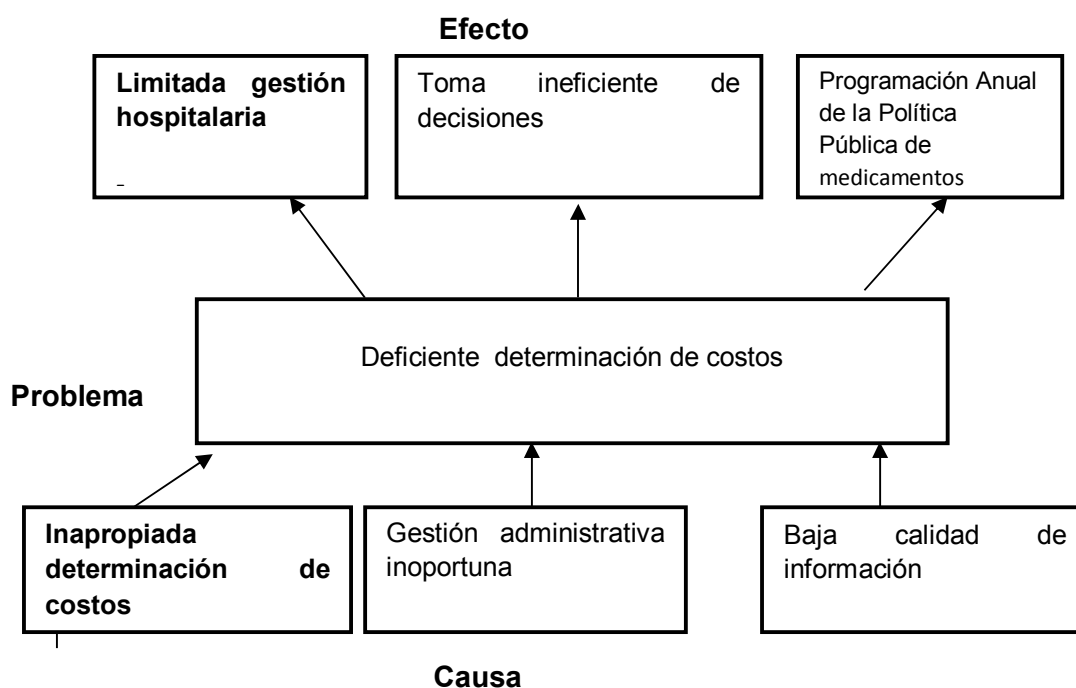 Efecto
Limitada gestión
hospitalaria
-
Toma ineficiente de
decisiones
Programación Anual
de la Política
Pública de
medicamentos
Deficiente determinación de costos
Problema
Inapropiada
determinación de
costos
Gestión administrativa
inoportuna
Baja calidad de
información
Causa